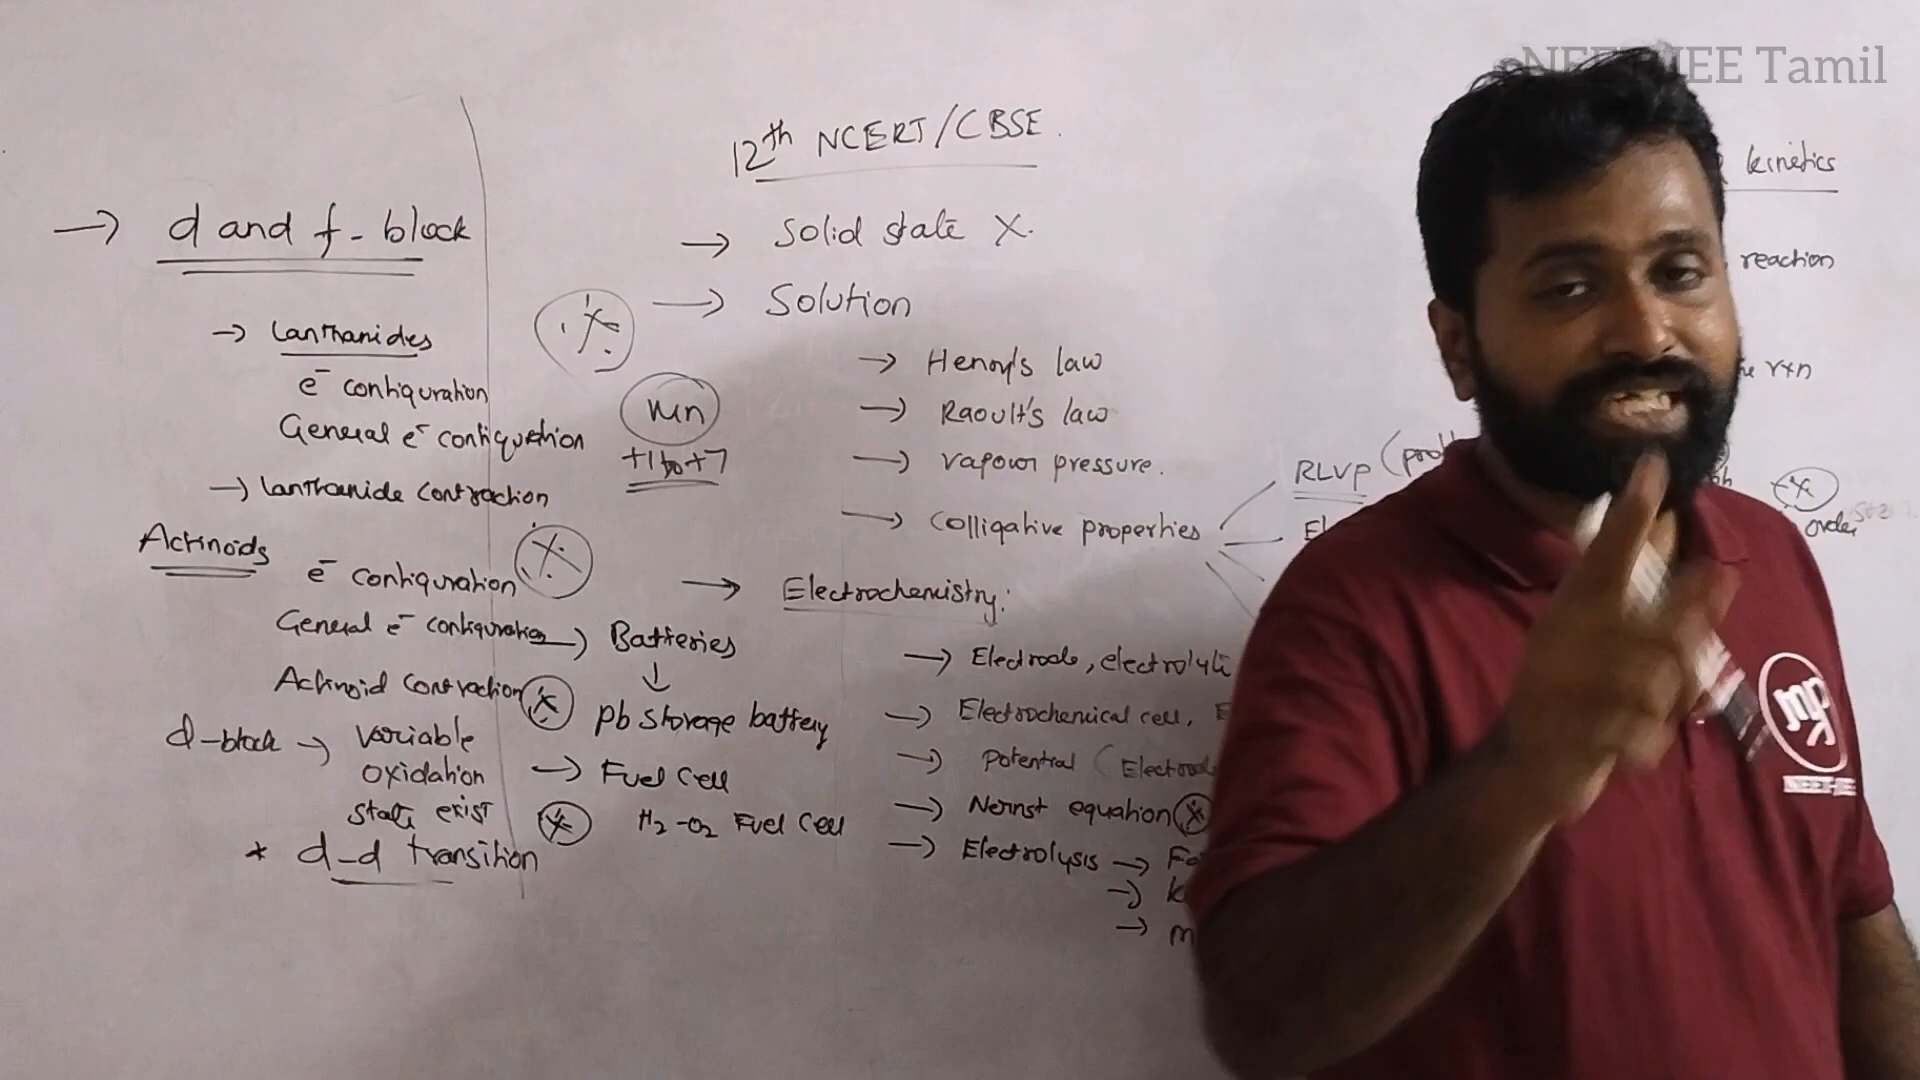 JEE Tamil
12th NCERT/CBSE.
→ d and f-block
→ Lanthanides
e⁻ configuration
General e⁻ configuration
→ lanthanide contraction
Actinoids
e⁻ configuration
General e⁻ configuration
Actinoid contraction
d-block → variable
oxidation
state exist
* d-d transition
Mn
+1 to +7
→ Batteries
↓
Pb storage battery
→ Fuel cell
H2-O2 Fuel cell
→ Solid state X.
→ Solution
→ Henry's law
→ Raoult's law
→ vapour pressure.
→ Colligative properties
RLVP
→ Electrochemistry:
→ Electrode,
→ Electrochemical cell,
→ Potential
→ Nernst equation
→ Electrolysis →
kinetics
reaction
rxn
order